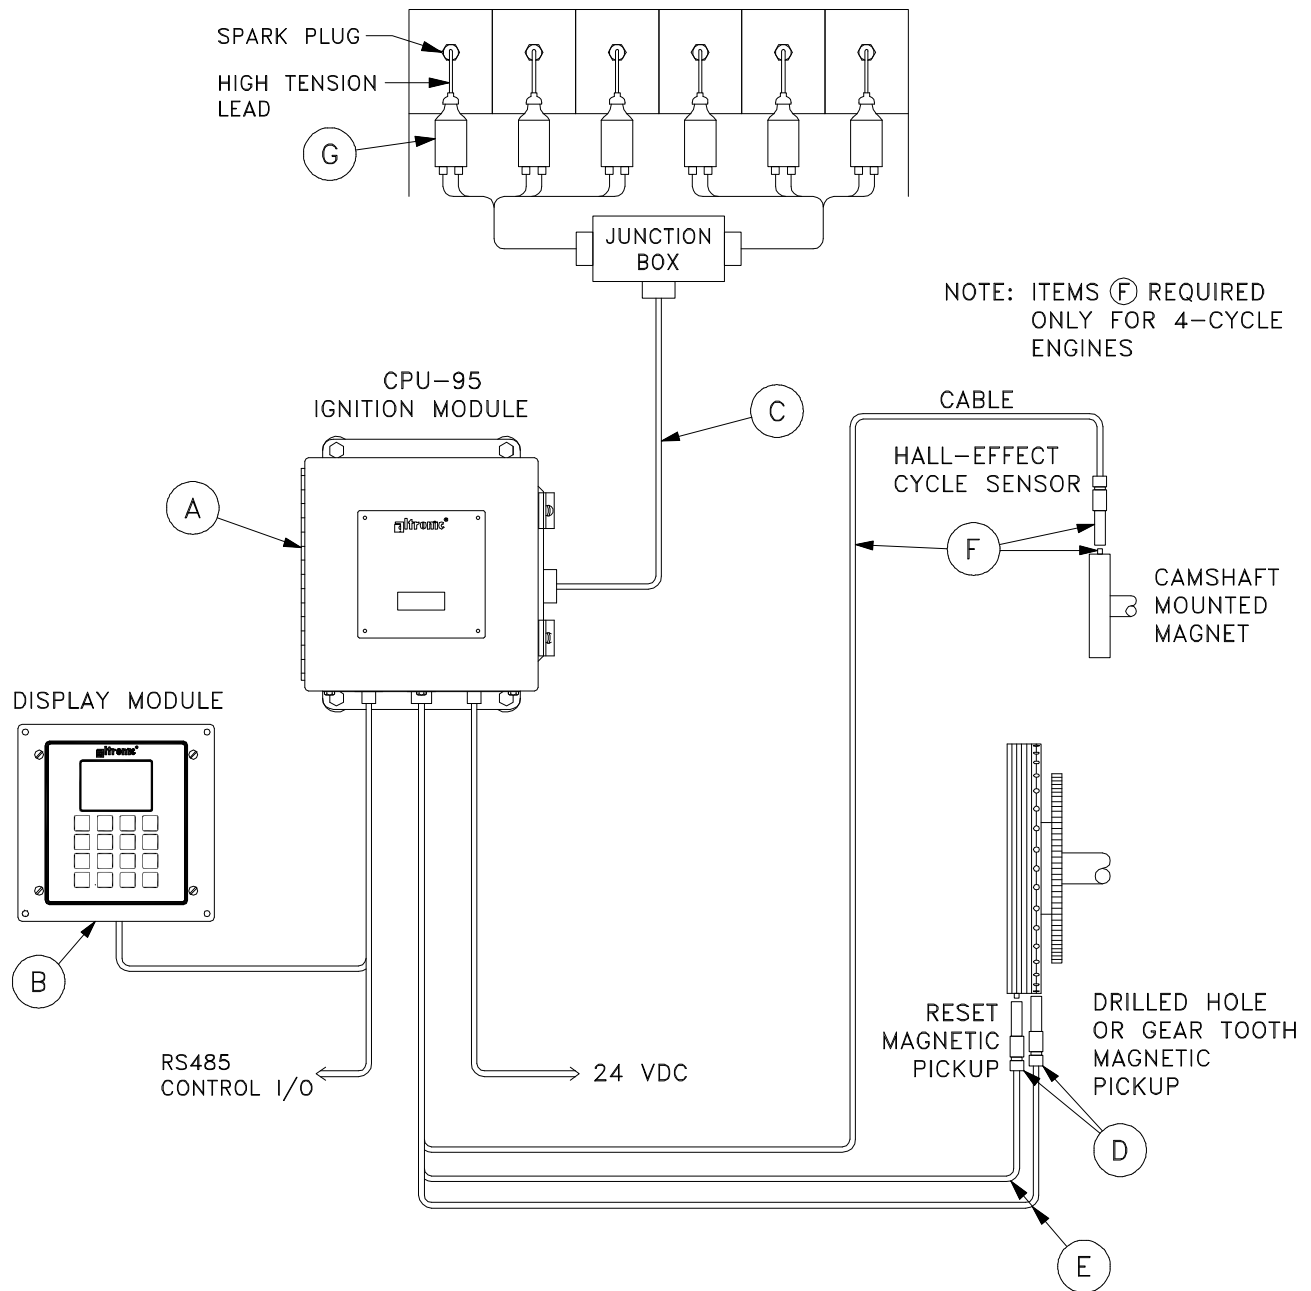 SPARK PLUG
HIGH TENSION
LEAD
G
JUNCTION
BOX
NOTE: ITEMS F REQUIRED
ONLY FOR 4-CYCLE
ENGINES
CPU-95
IGNITION MODULE
C
CABLE
HALL-EFFECT
CYCLE SENSOR
A
altronic
F
CAMSHAFT
MOUNTED
MAGNET
DISPLAY MODULE
altronic
B
RESET
MAGNETIC
PICKUP
DRILLED HOLE
OR GEAR TOOTH
MAGNETIC
PICKUP
RS485
CONTROL I/O
24 VDC
D
E